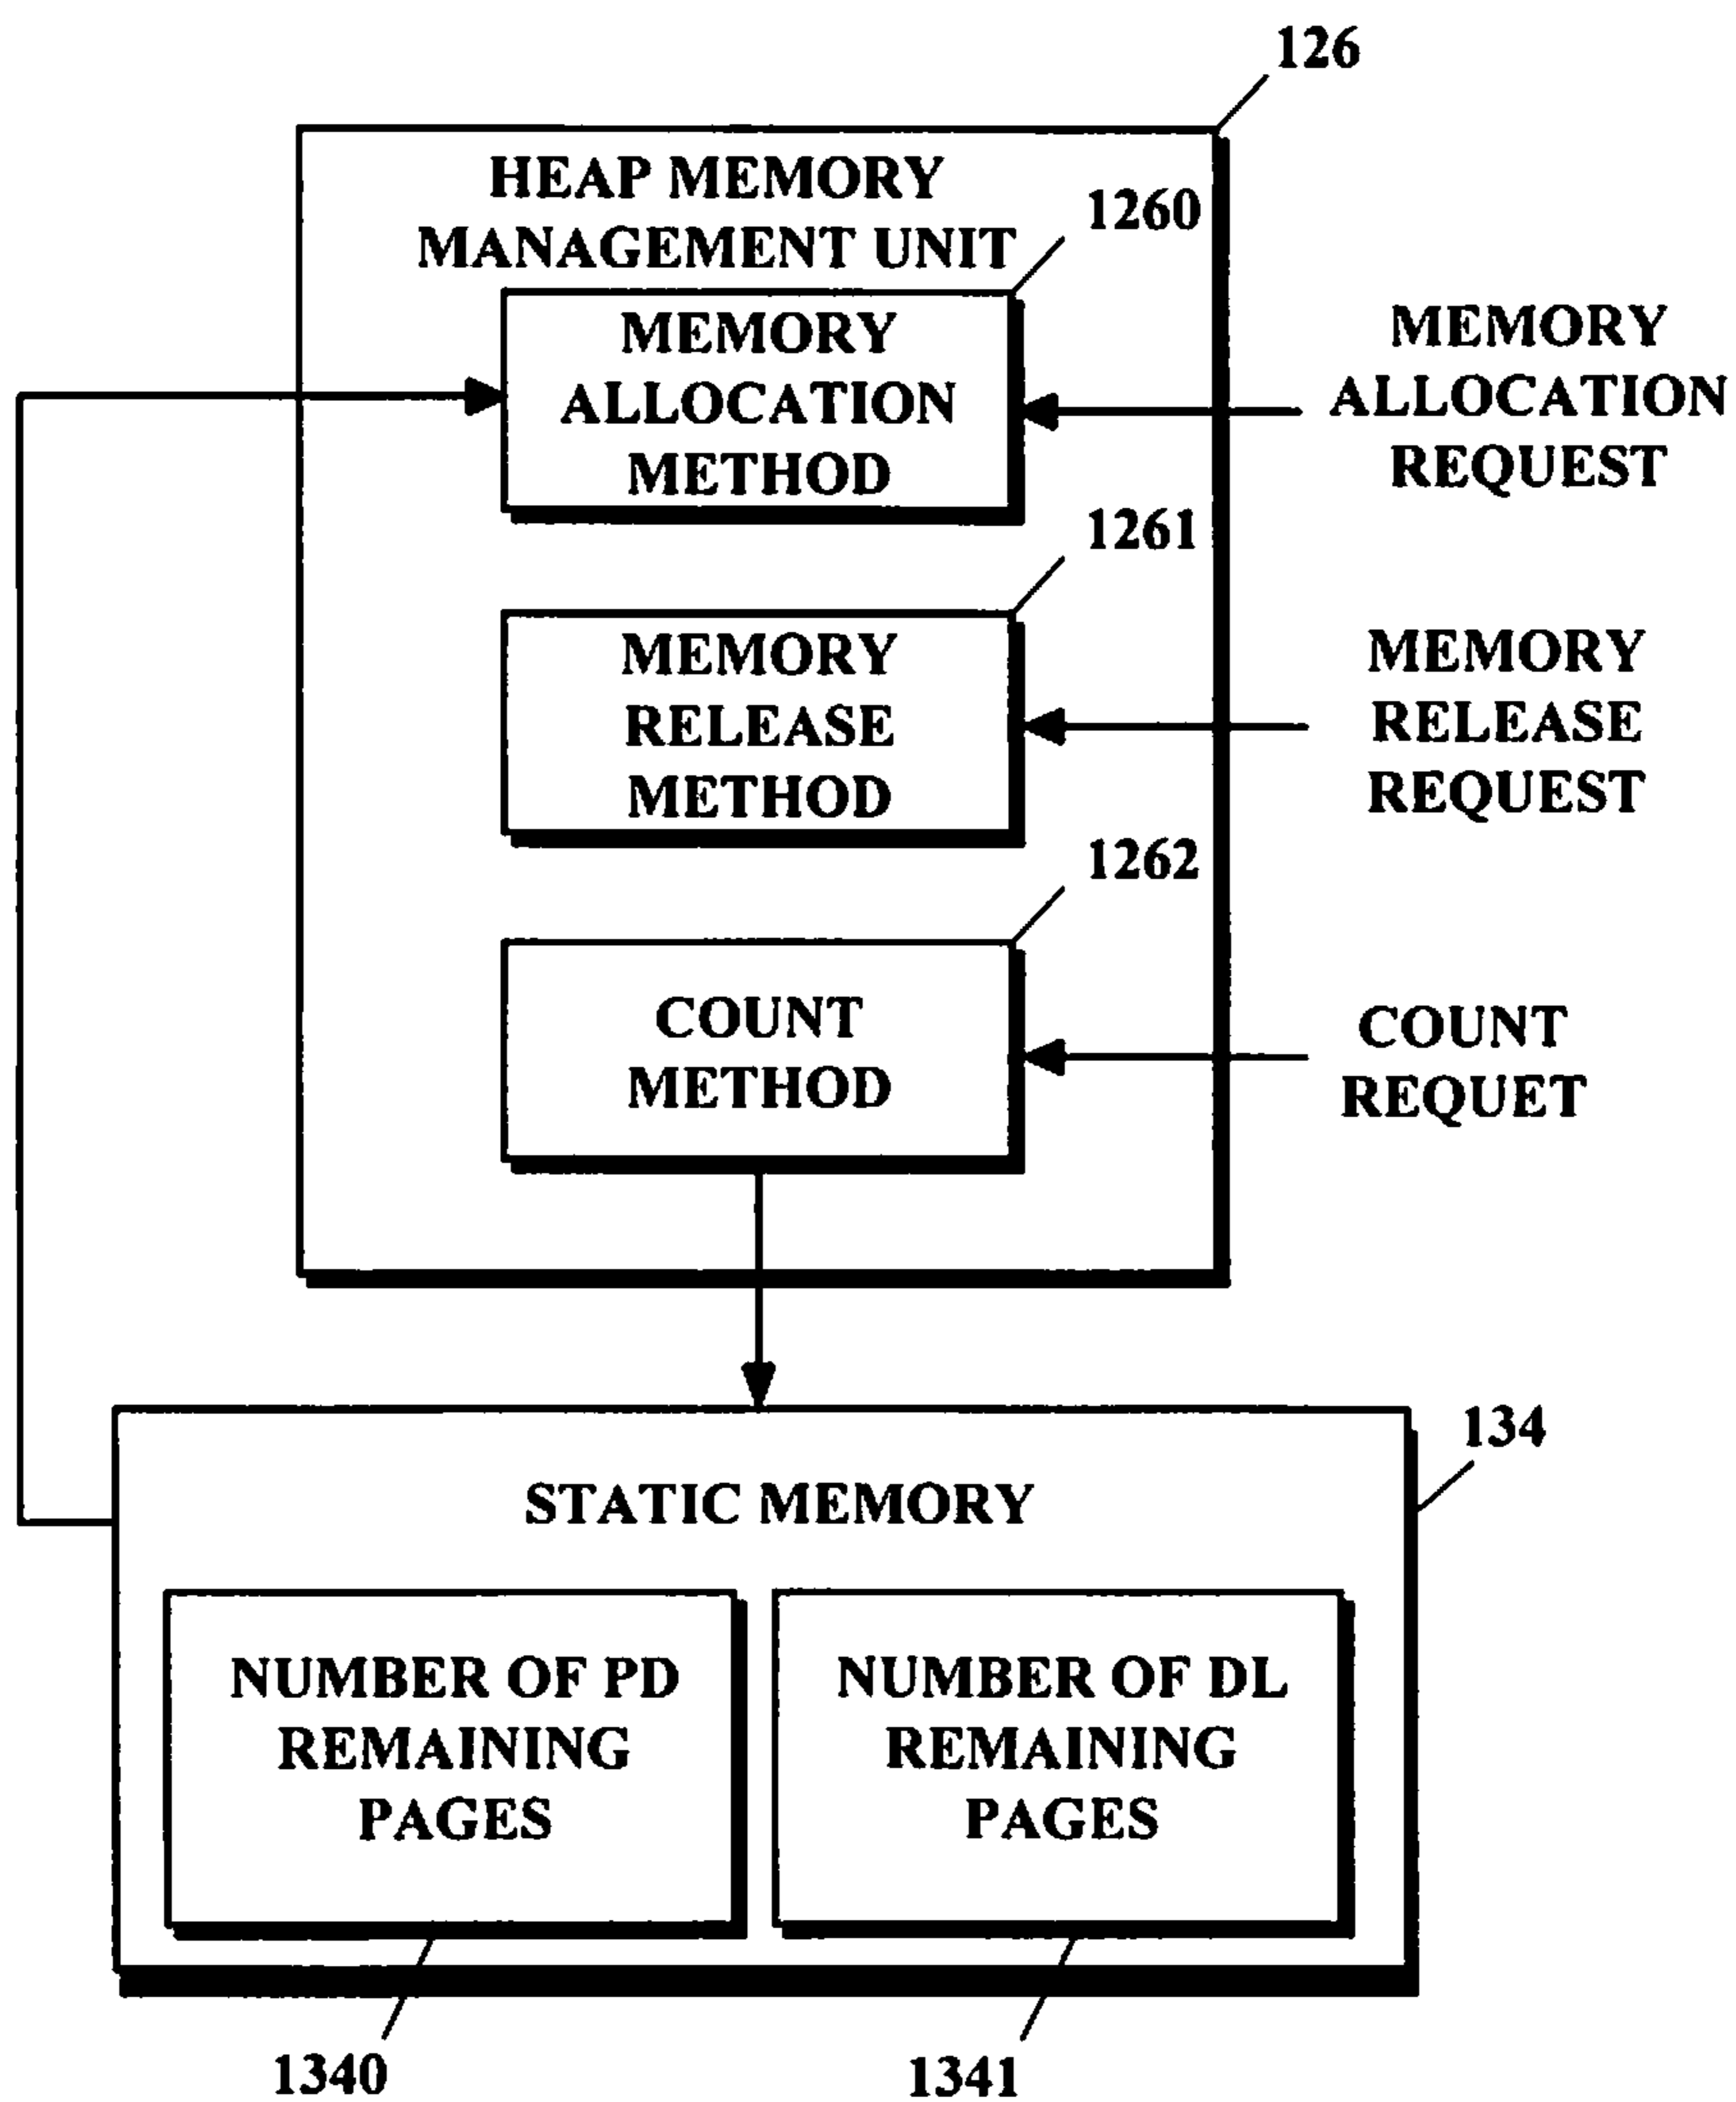 126
HEAP MEMORY
MANAGEMENT UNIT
1260
MEMORY
ALLOCATION
METHOD
MEMORY
ALLOCATION
REQUEST
1261
MEMORY
RELEASE
METHOD
MEMORY
RELEASE
REQUEST
1262
COUNT
METHOD
COUNT
REQUET
134
STATIC MEMORY
NUMBER OF PD
REMAINING
PAGES
NUMBER OF DL
REMAINING
PAGES
1340
1341